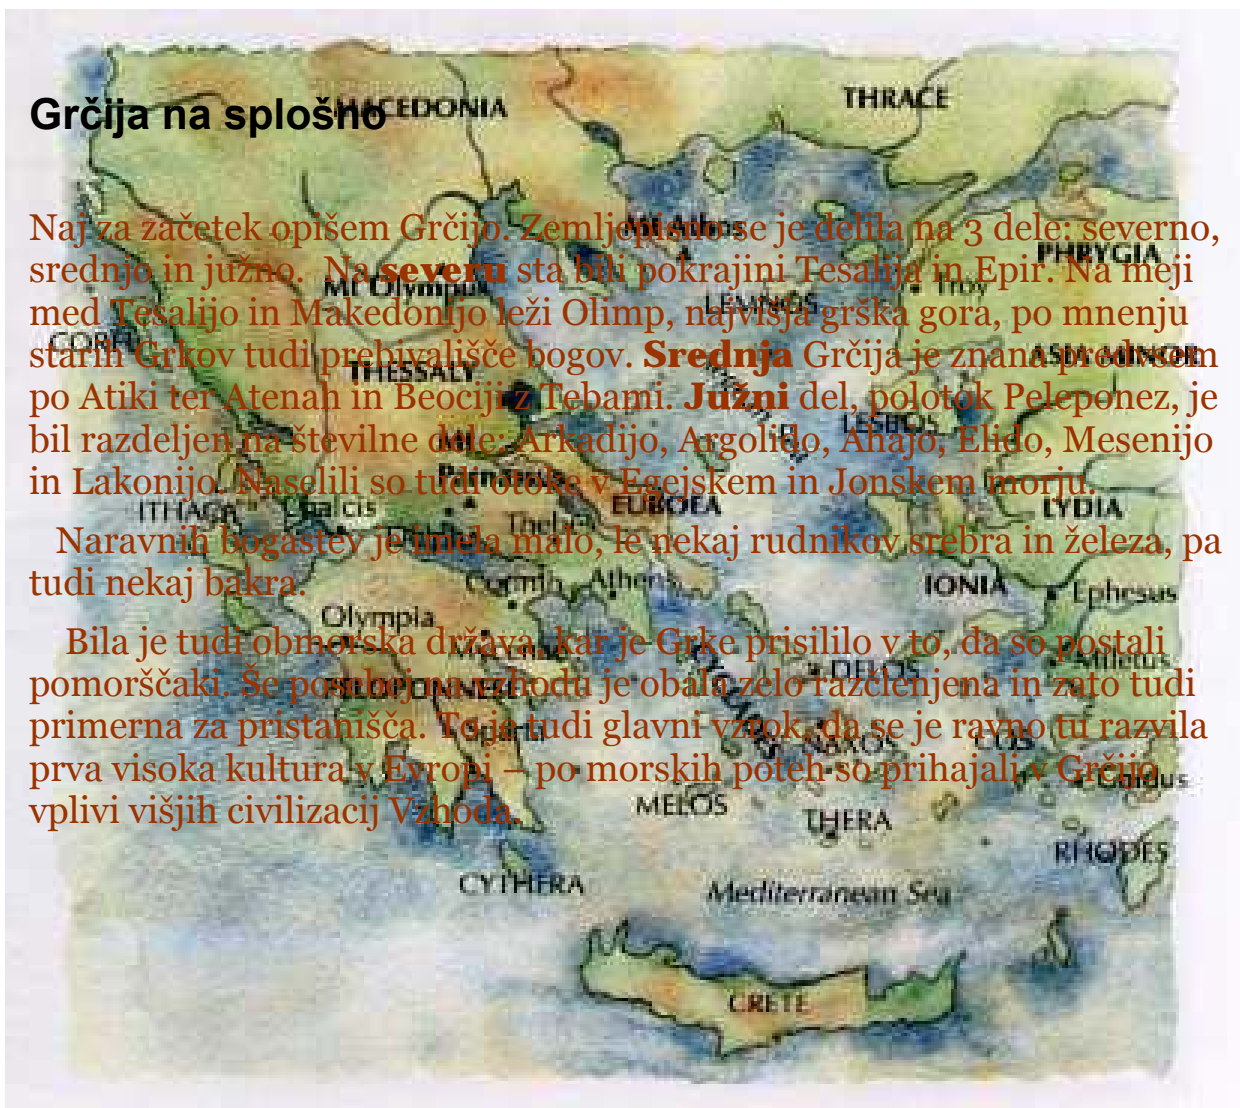 Grčija na splošno
MACEDONIA
THRACE
Naj za začetek opišem Grčijo. Zemljepisno se je delila na 3 dele: severno,
srednjo in južno. Na severu sta bili pokrajini Tesalija in Epir. Na meji
med Tesalijo in Makedonijo leži Olimp, najvišja grška gora, po mnenju
starih Grkov tudi prebivališče bogov. Srednja Grčija je znana predvsem
po Atiki ter Atenah in Beociji z Tebami. Južni del, polotok Peleponez, je
bil razdeljen na številne dele: Arkadijo, Argolido, Ahajo, Elido, Mesenijo
in Lakonijo. Naselili so tudi otoke v Egejskem in Jonskem morju.
Naravnih bogastev je imela malo, le nekaj rudnikov srebra in železa, pa
tudi nekaj bakra.
Bila je tudi obmorska država, kar je Grke prisililo v to, da so postali
pomorščaki. Še posebej na vzhodu je obala zelo razčlenjena in zato tudi
primerna za pristanišča. To je tudi glavni vzrok, da se je ravno tu razvila
prva visoka kultura v Evropi – po morskih poteh so prihajali v Grčijo
vplivi višjih civilizacij Vzhoda.
Mt Athos
PHRYGIA
Mt Olympus
LEMNOS
Troy
CORFU
THESSALY
ASIA MINOR
LESBOS
Mt
Parnassus
EUBOEA
LYDIA
ITHACA
Chalcis
Thebes
Corinth
Athens
IONIA
Ephesus
Olympia
DELOS
Miletus
PELOPONNESE
Sparta
NAXOS
COS
MELOS
THERA
RHODES
CYTHERA
Mediterranean Sea
CRETE